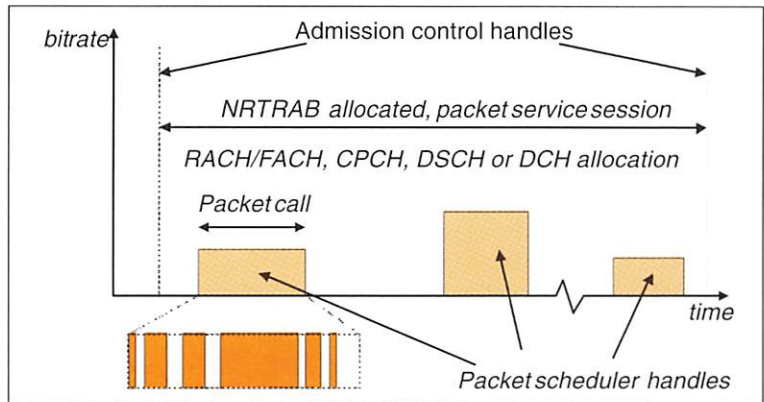 bitrate
Admission control handles
NRTRAB allocated, packet service session
RACH/FACH, CPCH, DSCH or DCH allocation
Packet call
time
Packet scheduler handles